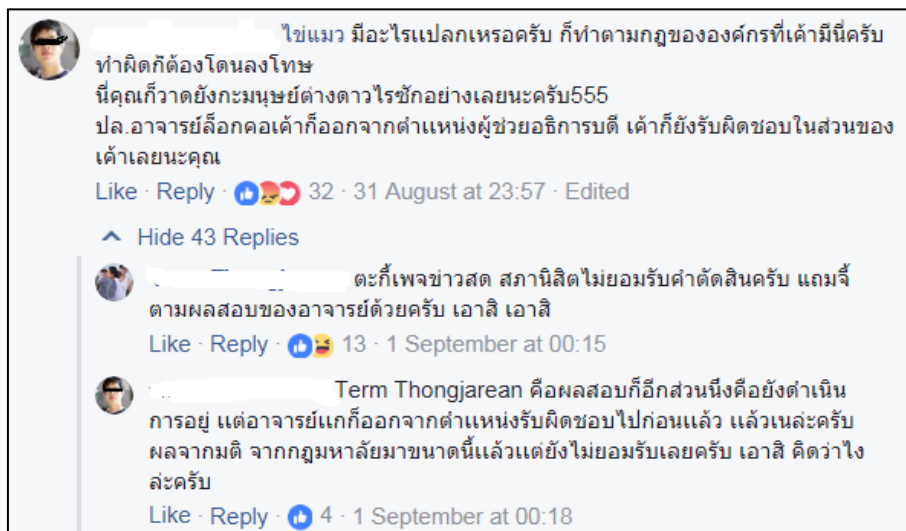 ไข่แมว มีอะไรแปลกเหรอครับ ก็ทำตามกฎขององค์กรที่เค้ามีนี่ครับ
ทำผิดก็ต้องโดนลงโทษ
นี่คุณก็วาดยังกะมนุษย์ต่างดาวไรซักอย่างเลยนะครับ555
ปล.อาจารย์ล็อกคอเค้าก็ออกจากตำแหน่งผู้ช่วยอธิการบดี เค้าก็ยังรับผิดชอบในส่วนของ
เค้าเลยนะคุณ
Like · Reply · 32 · 31 August at 23:57 · Edited
Hide 43 Replies
ตะกี้เพจข่าวสด สภานิสิตไม่ยอมรับคำตัดสินครับ แถมจี้
ตามผลสอบของอาจารย์ด้วยครับ เอาสิ เอาสิ
Like · Reply · 13 · 1 September at 00:15
Term Thongjarean คือผลสอบก็อีกส่วนนึงคือยังดำเนิน
การอยู่ แต่อาจารย์แกก็ออกจากตำแหน่งรับผิดชอบไปก่อนแล้ว แล้วเนล่ะครับ
ผลจากมติ จากกฎมหาลัยมาขนาดนี้แล้วแต่ยังไม่ยอมรับเลยครับ เอาสิ คิดว่าไง
ล่ะครับ
Like · Reply · 4 · 1 September at 00:18